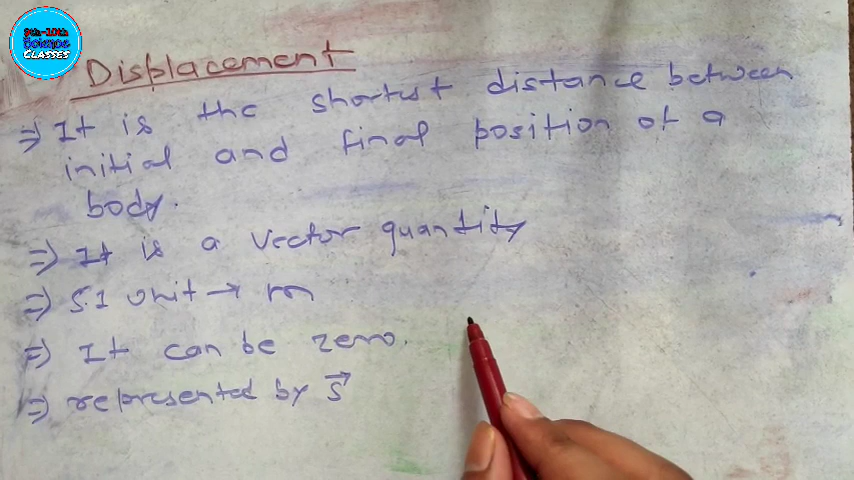 9th-10th
Science
CLASSES
Displacement
⇒ It is the shortest distance between
initial and final position of a
body.
⇒ It is a vector quantity
⇒ S.I unit → m
⇒ It can be zero.
⇒ represented by S⃗